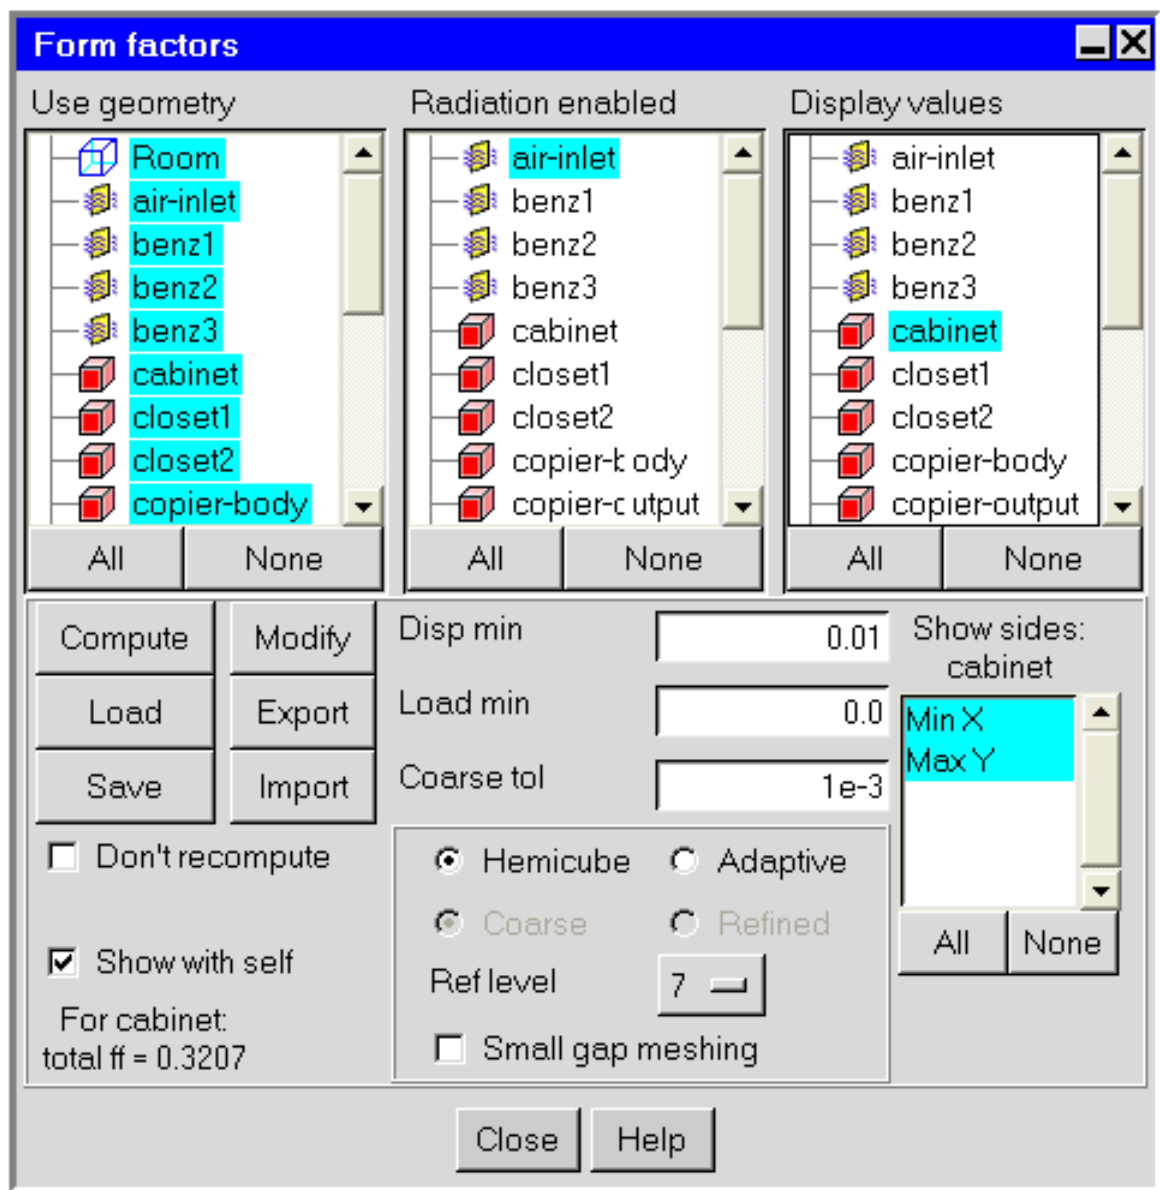 Form factors
Use geometry
Room
air-inlet
benz1
benz2
benz3
cabinet
closet1
closet2
copier-body
All None
Radiation enabled
air-inlet
benz1
benz2
benz3
cabinet
closet1
closet2
copier-body
copier-output
All None
Display values
air-inlet
benz1
benz2
benz3
cabinet
closet1
closet2
copier-body
copier-output
All None
Compute Modify
Load Export
Save Import
Don't recompute
Show with self
For cabinet:
total ff = 0.3207
Disp min 0.01
Load min 0.0
Coarse tol 1e-3
Hemicube Adaptive
Coarse Refined
Ref level 7
Small gap meshing
Show sides:
cabinet
Min X
Max Y
All None
Close Help